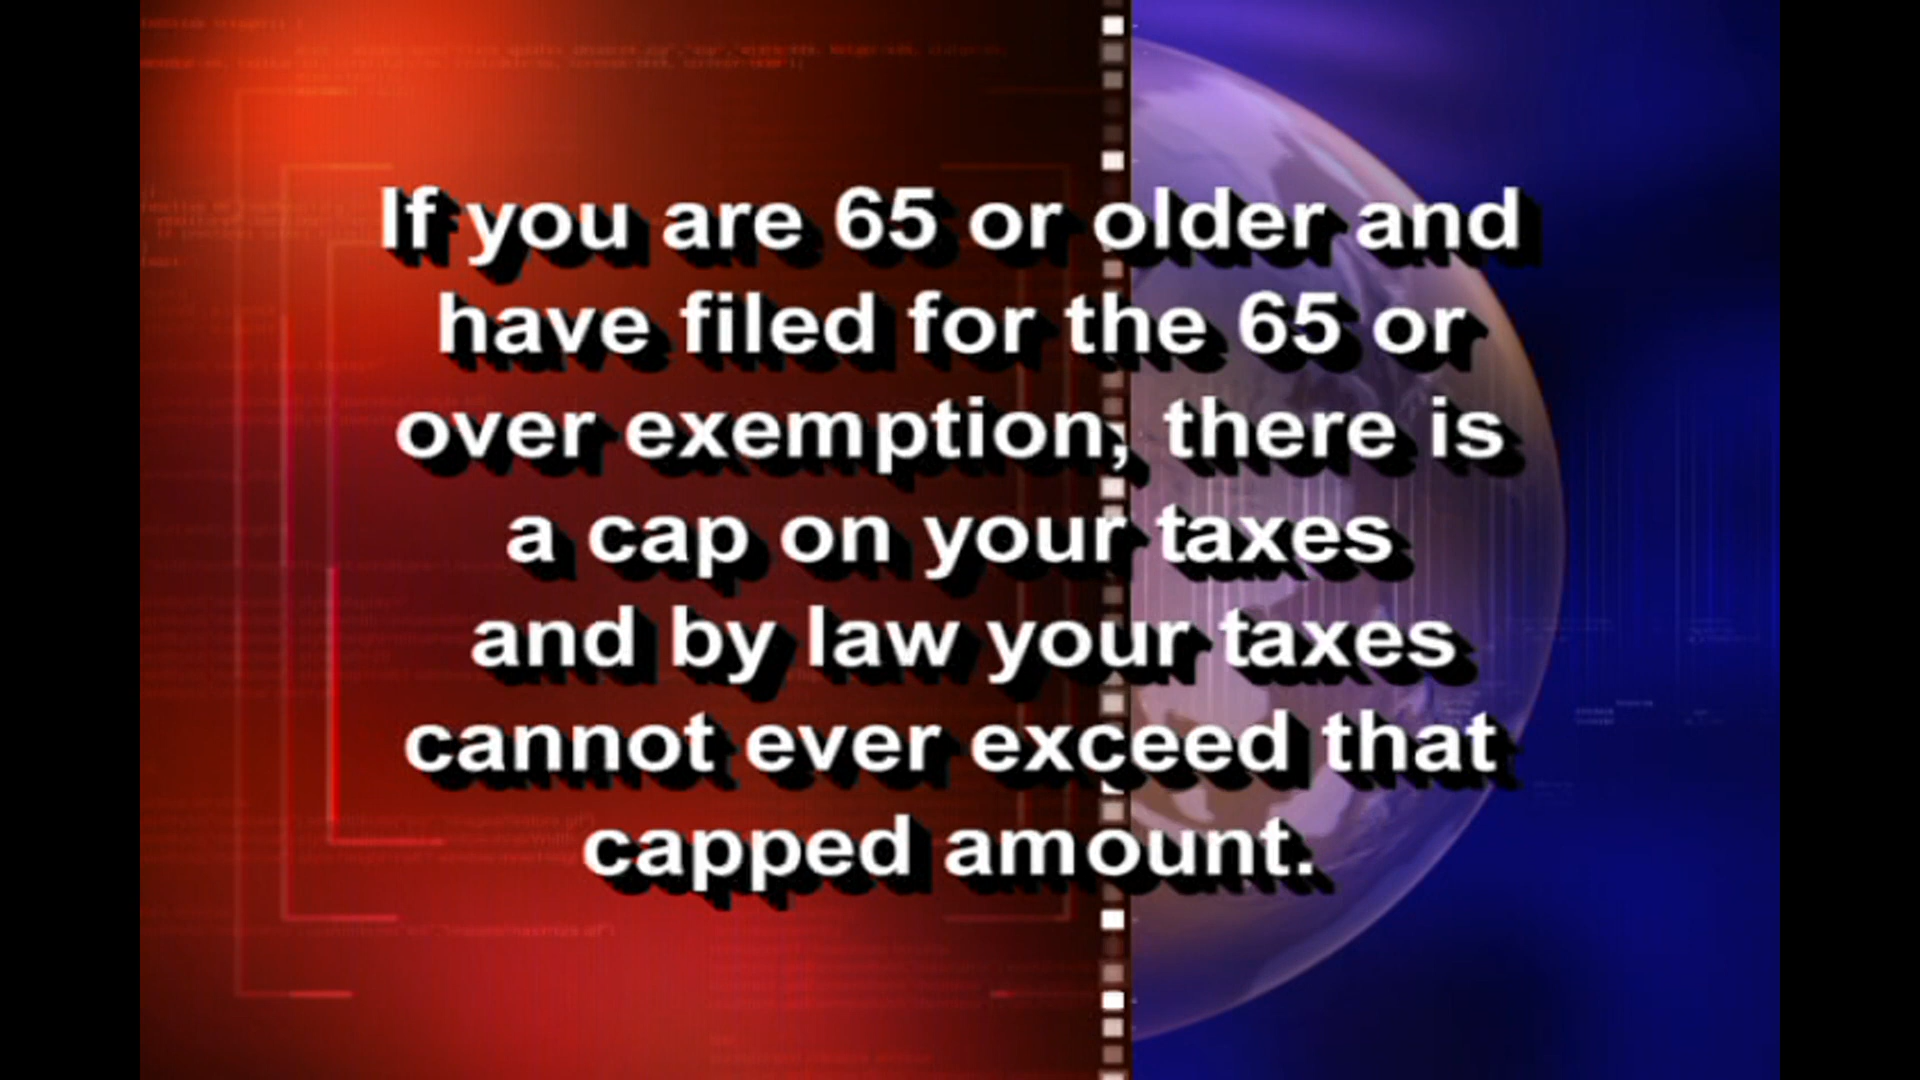 If you are 65 or older and
have filed for the 65 or
over exemption, there is
a cap on your taxes
and by law your taxes
cannot ever exceed that
capped amount.